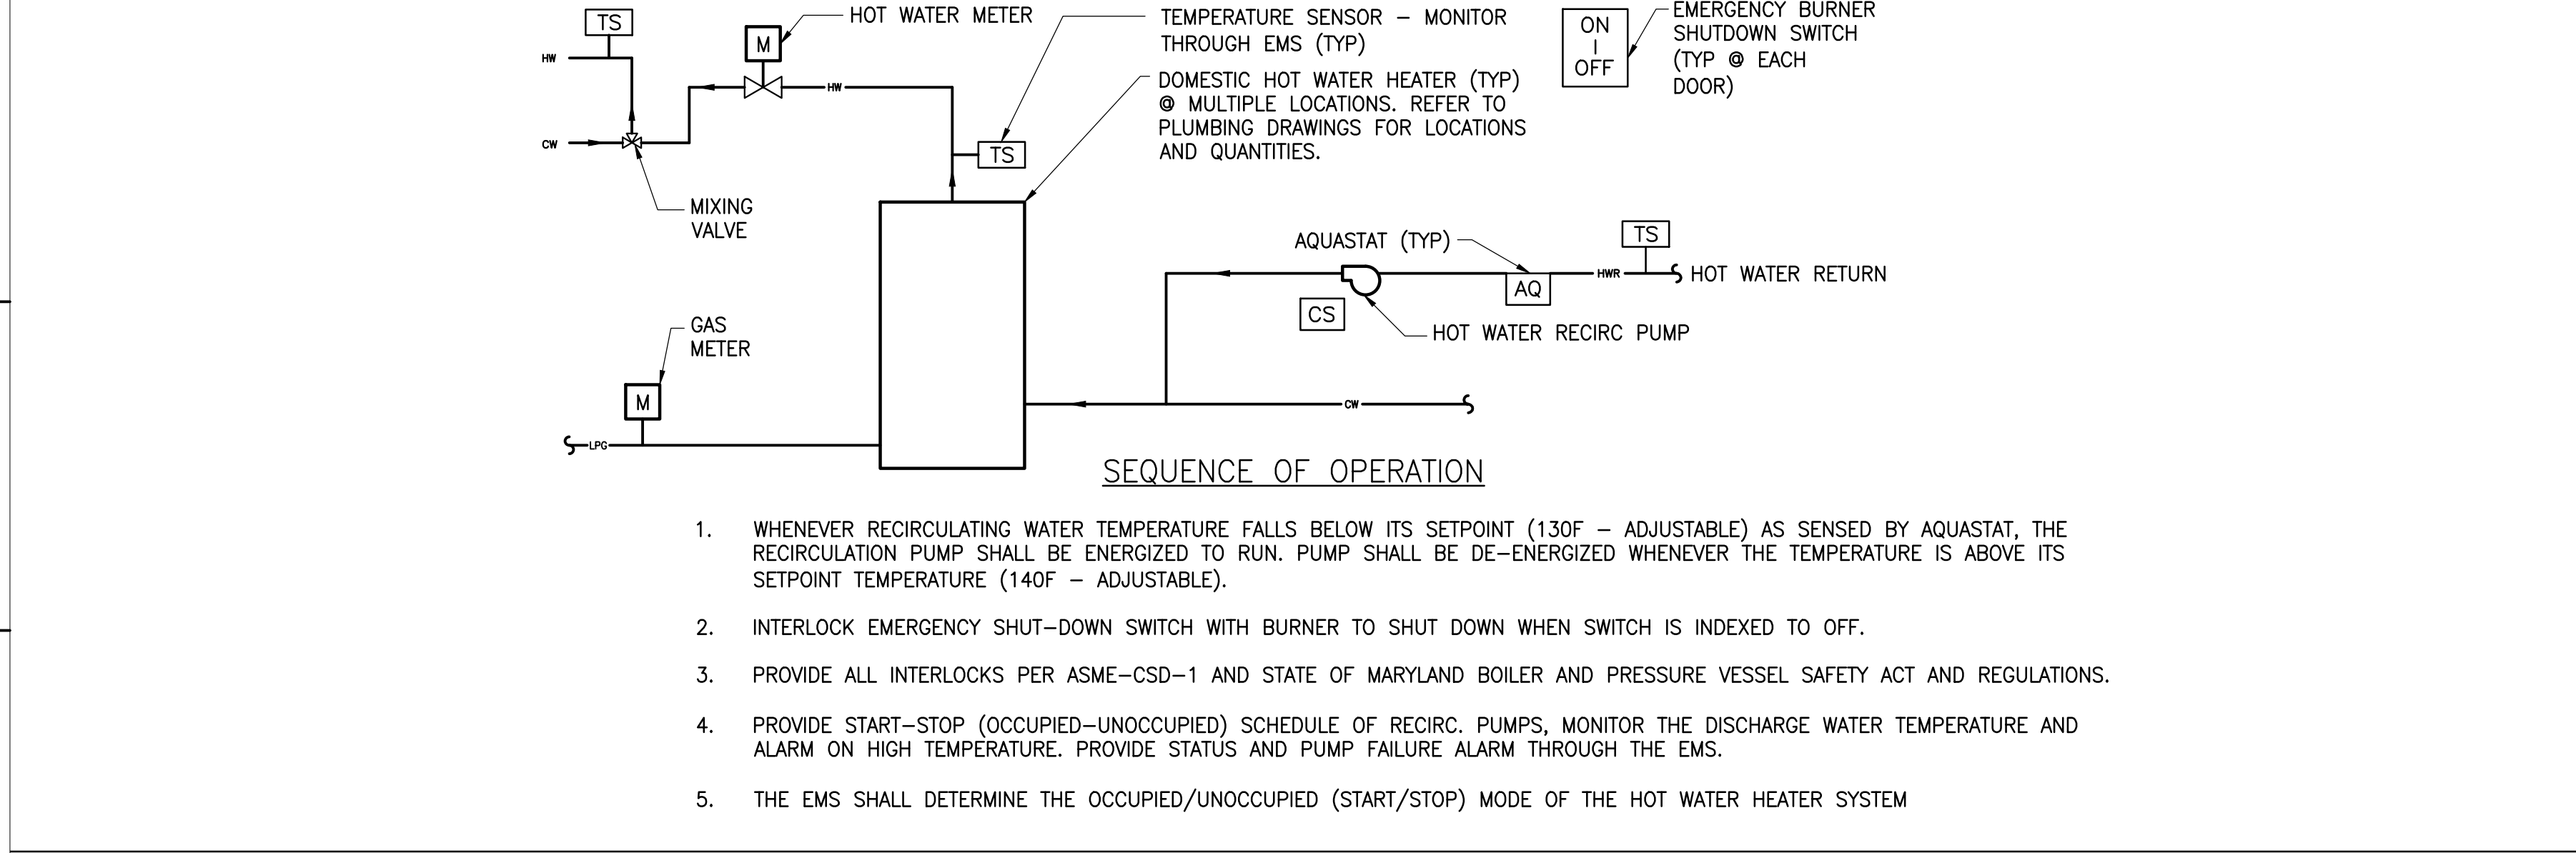 TS
HOT WATER METER
M
HW
HW
CW
MIXING
VALVE
TEMPERATURE SENSOR – MONITOR
THROUGH EMS (TYP)
DOMESTIC HOT WATER HEATER (TYP)
@ MULTIPLE LOCATIONS. REFER TO
PLUMBING DRAWINGS FOR LOCATIONS
AND QUANTITIES.
TS
ON
OFF
EMERGENCY BURNER
SHUTDOWN SWITCH
(TYP @ EACH
DOOR)
AQUASTAT (TYP)
TS
HWR
HOT WATER RETURN
AQ
CS
HOT WATER RECIRC PUMP
GAS
METER
M
LPG
CW
SEQUENCE OF OPERATION
1. WHENEVER RECIRCULATING WATER TEMPERATURE FALLS BELOW ITS SETPOINT (130F – ADJUSTABLE) AS SENSED BY AQUASTAT, THE
RECIRCULATION PUMP SHALL BE ENERGIZED TO RUN. PUMP SHALL BE DE–ENERGIZED WHENEVER THE TEMPERATURE IS ABOVE ITS
SETPOINT TEMPERATURE (140F – ADJUSTABLE).
2. INTERLOCK EMERGENCY SHUT–DOWN SWITCH WITH BURNER TO SHUT DOWN WHEN SWITCH IS INDEXED TO OFF.
3. PROVIDE ALL INTERLOCKS PER ASME–CSD–1 AND STATE OF MARYLAND BOILER AND PRESSURE VESSEL SAFETY ACT AND REGULATIONS.
4. PROVIDE START–STOP (OCCUPIED–UNOCCUPIED) SCHEDULE OF RECIRC. PUMPS, MONITOR THE DISCHARGE WATER TEMPERATURE AND
ALARM ON HIGH TEMPERATURE. PROVIDE STATUS AND PUMP FAILURE ALARM THROUGH THE EMS.
5. THE EMS SHALL DETERMINE THE OCCUPIED/UNOCCUPIED (START/STOP) MODE OF THE HOT WATER HEATER SYSTEM